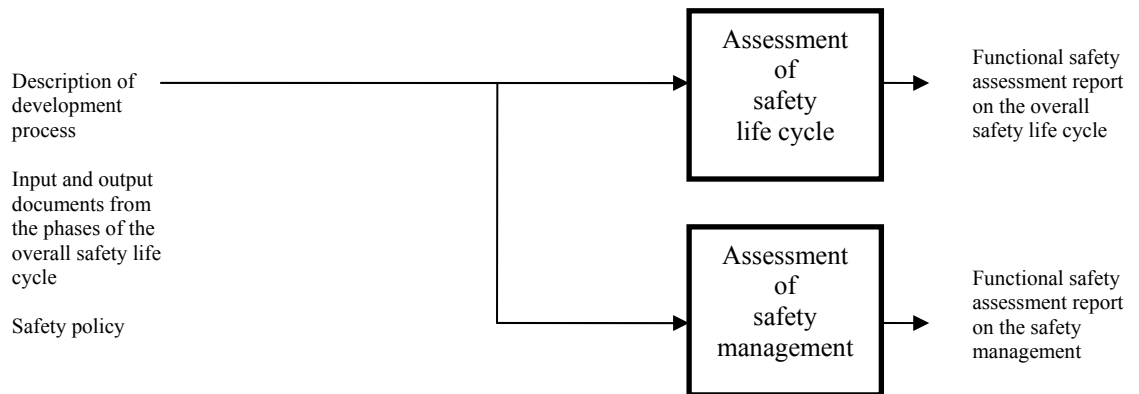 Description of
development
process
Input and output
documents from
the phases of the
overall safety life
cycle
Safety policy
Assessment
of
safety
life cycle
Functional safety
assessment report
on the overall
safety life cycle
Assessment
of
safety
management
Functional safety
assessment report
on the safety
management